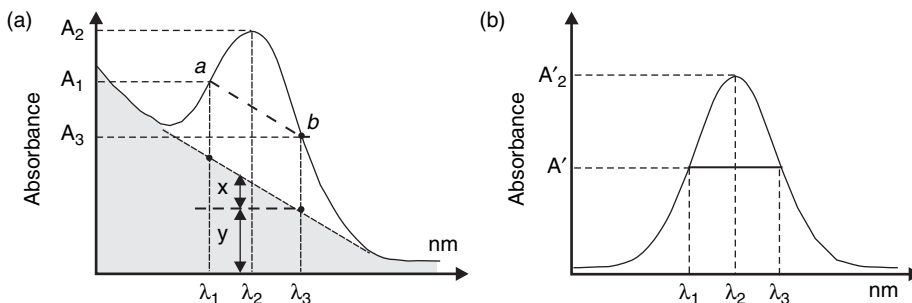 (a)
Absorbance
A₂
A₁
A₃
a
b
x
y
nm
λ₁ λ₂ λ₃
(b)
Absorbance
A′₂
A′
λ₁ λ₂ λ₃ nm